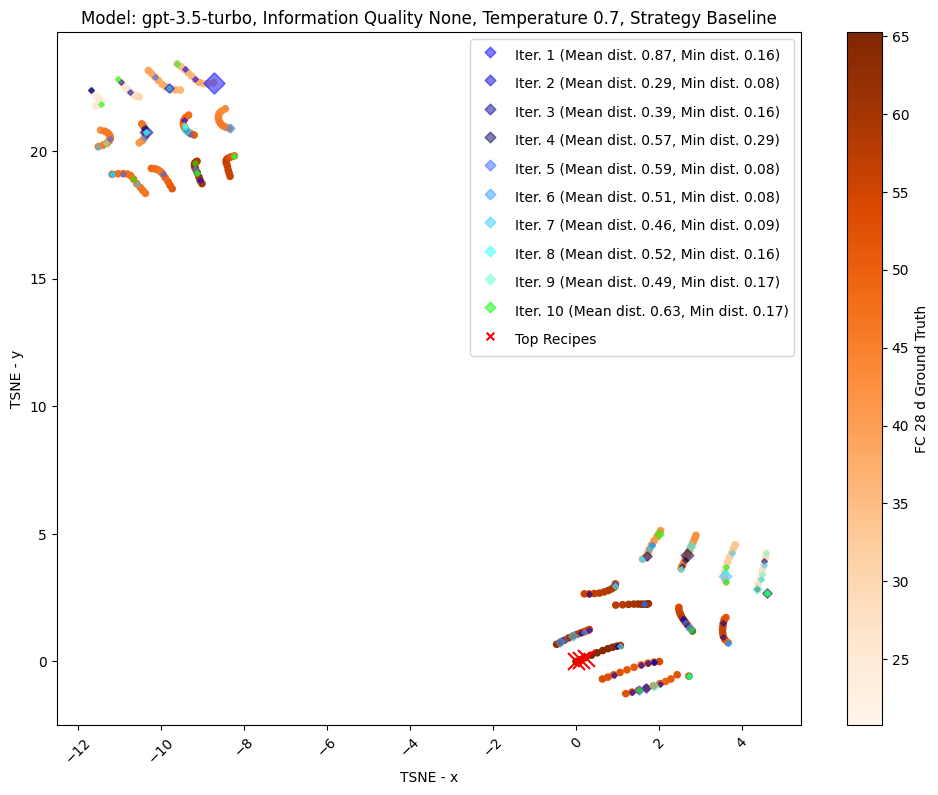 Model: gpt-3.5-turbo, Information Quality None, Temperature 0.7, Strategy Baseline
Iter. 1 (Mean dist. 0.87, Min dist. 0.16)
Iter. 2 (Mean dist. 0.29, Min dist. 0.08)
Iter. 3 (Mean dist. 0.39, Min dist. 0.16)
Iter. 4 (Mean dist. 0.57, Min dist. 0.29)
Iter. 5 (Mean dist. 0.59, Min dist. 0.08)
Iter. 6 (Mean dist. 0.51, Min dist. 0.08)
Iter. 7 (Mean dist. 0.46, Min dist. 0.09)
Iter. 8 (Mean dist. 0.52, Min dist. 0.16)
Iter. 9 (Mean dist. 0.49, Min dist. 0.17)
Iter. 10 (Mean dist. 0.63, Min dist. 0.17)
Top Recipes
TSNE - y
20
15
10
5
0
−12
−10
−8
−6
−4
−2
0
2
4
TSNE - x
65
60
55
50
45
40
35
30
25
FC 28 d Ground Truth